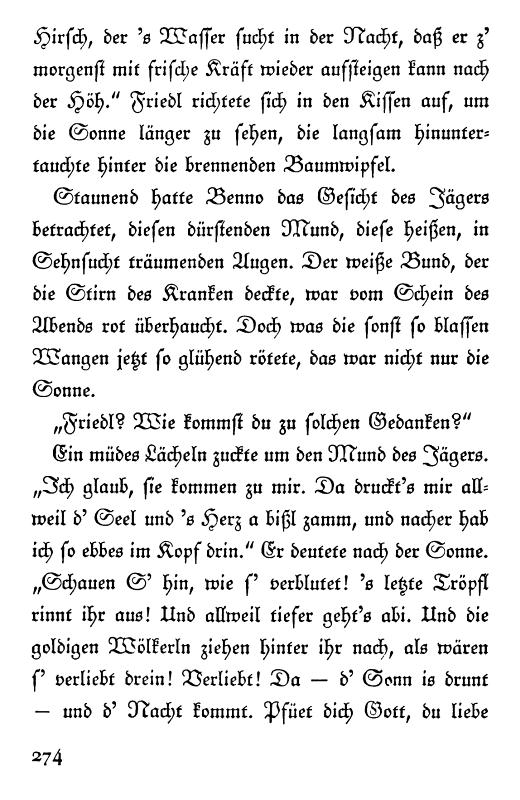 Hirsch, der 's Wasser sucht in der Nacht, daß er z'
morgenst mit frische Kräft wieder aufsteigen kann nach
der Höh.“ Friedl richtete sich in den Kissen auf, um
die Sonne länger zu sehen, die langsam hinunter-
tauchte hinter die brennenden Baumwipfel.
Staunend hatte Benno das Gesicht des Jägers
betrachtet, diesen dürstenden Mund, diese heißen, in
Sehnsucht träumenden Augen. Der weiße Bund, der
die Stirn des Kranken deckte, war vom Schein des
Abends rot überhaucht. Doch was die sonst so blassen
Wangen jetzt so glühend rötete, das war nicht nur die
Sonne.
„Friedl? Wie kommst du zu solchen Gedanken?“
Ein müdes Lächeln zuckte um den Mund des Jägers.
„Ich glaub, sie kommen zu mir. Da druckt's mir all-
weil d' Seel und 's Herz a bißl zamm, und nacher hab
ich so ebbes im Kopf drin.“ Er deutete nach der Sonne.
„Schauen S' hin, wie s' verblutet! 's letzte Tröpfl
rinnt ihr aus! Und allweil tiefer geht's abi. Und die
goldigen Wölkerln ziehen hinter ihr nach, als wären
s' verliebt drein! Verliebt! Da — d' Sonn is drunt
— und d' Nacht kommt. Pfüet dich Gott, du liebe
274